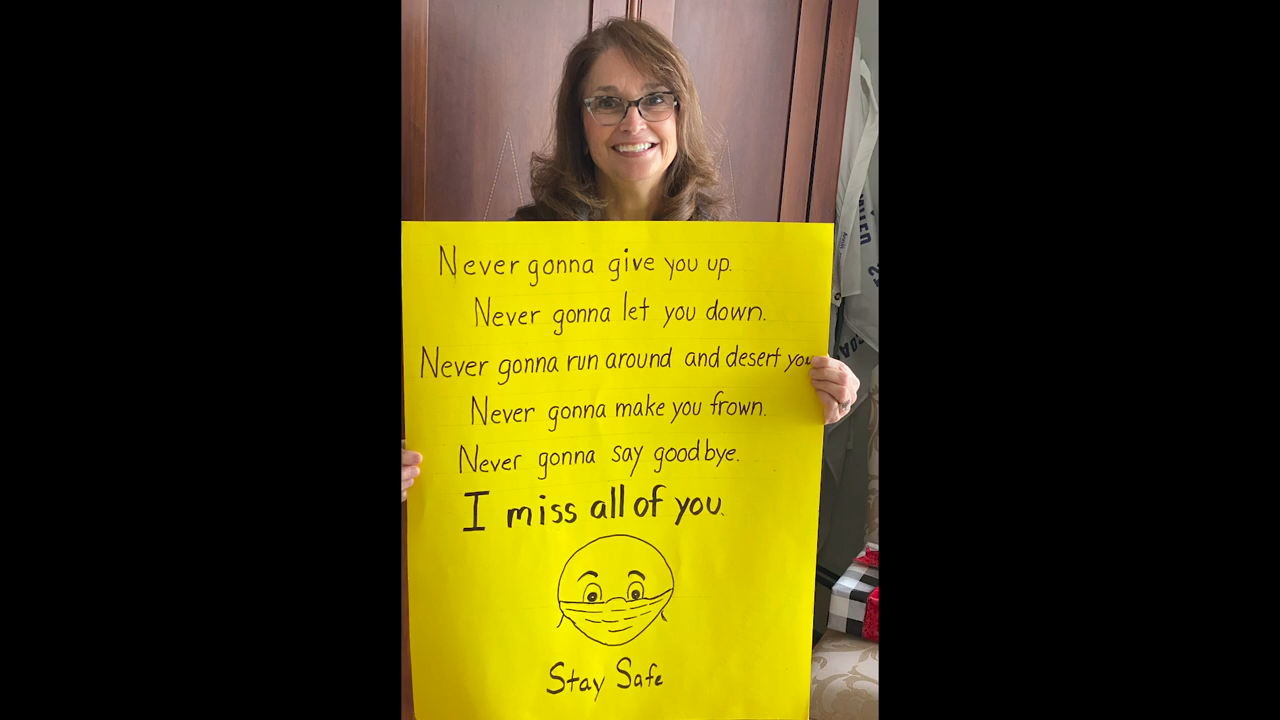 Never gonna give you up.
Never gonna let you down.
Never gonna run around and desert you
Never gonna make you frown.
Never gonna say goodbye.
I miss all of you.
Stay Safe